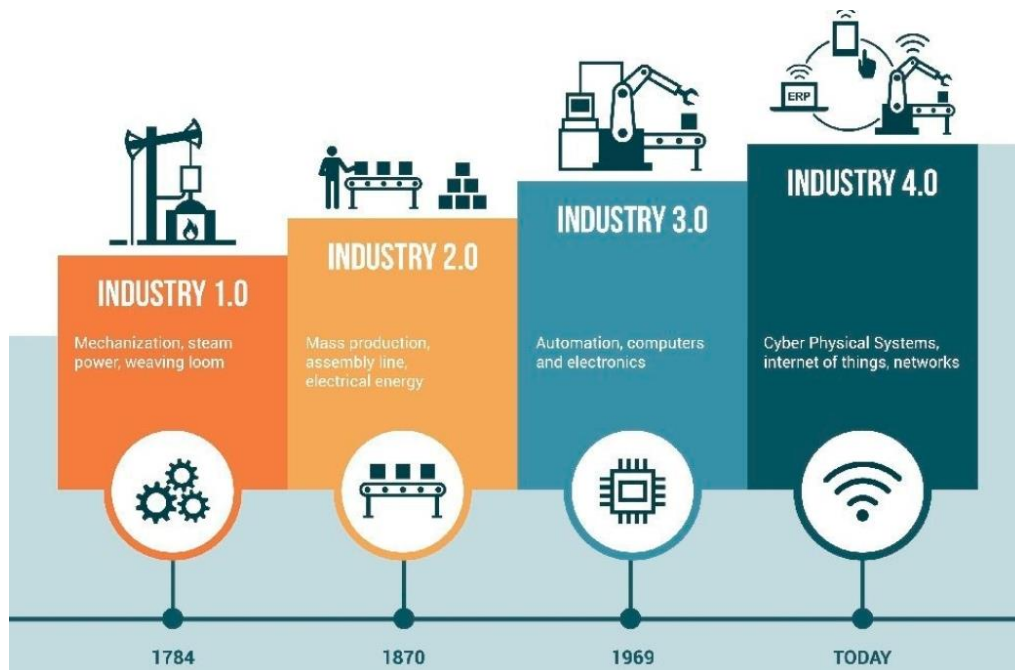 ERP
INDUSTRY 1.0
Mechanization, steam
power, weaving loom
INDUSTRY 2.0
Mass production,
assembly line,
electrical energy
INDUSTRY 3.0
Automation, computers
and electronics
INDUSTRY 4.0
Cyber Physical Systems,
internet of things, networks
1784
1870
1969
TODAY